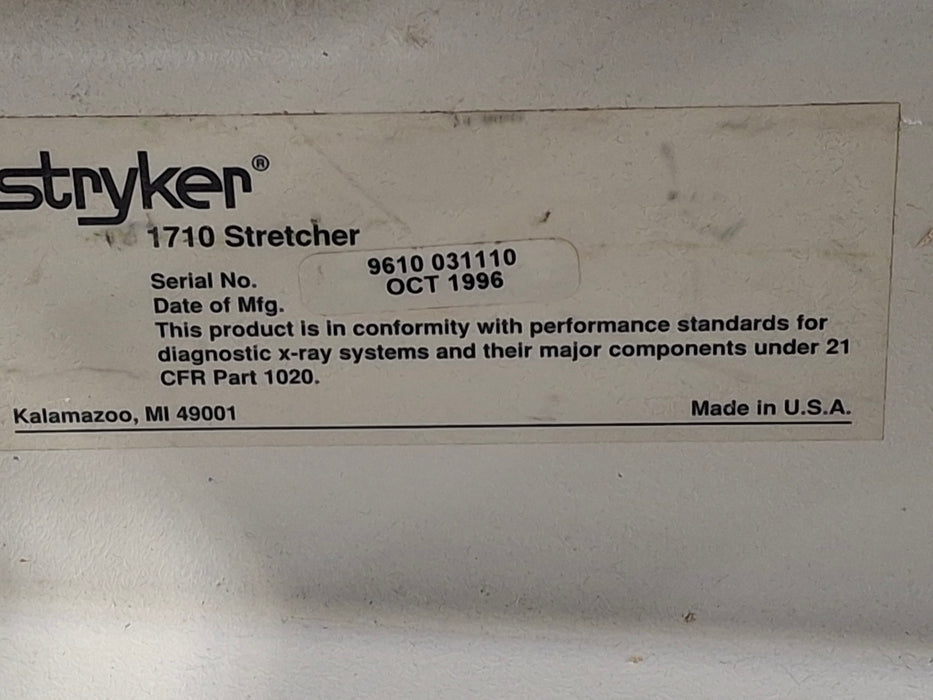 stryker®
1710 Stretcher
Serial No. 9610 031110
Date of Mfg. OCT 1996
This product is in conformity with performance standards for
diagnostic x-ray systems and their major components under 21
CFR Part 1020.
Kalamazoo, MI 49001 Made in U.S.A.